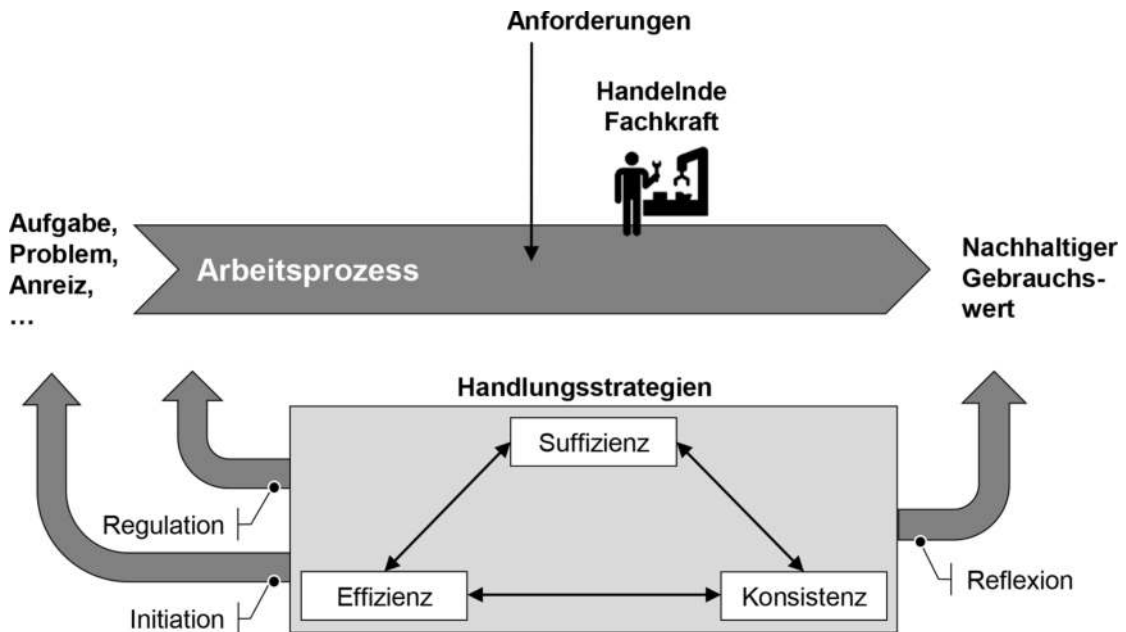 Anforderungen
Handelnde
Fachkraft
Aufgabe,
Problem,
Anreiz,
...
Arbeitsprozess
Nachhaltiger
Gebrauchs-
wert
Handlungsstrategien
Suffizienz
Regulation
Effizienz
Konsistenz
Reflexion
Initiation